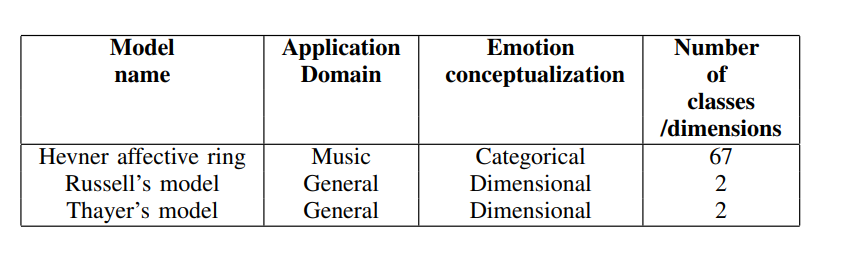 Model name | Application Domain | Emotion conceptualization | Number of classes /dimensions
Hevner affective ring | Music | Categorical | 67
Russell's model | General | Dimensional | 2
Thayer's model | General | Dimensional | 2